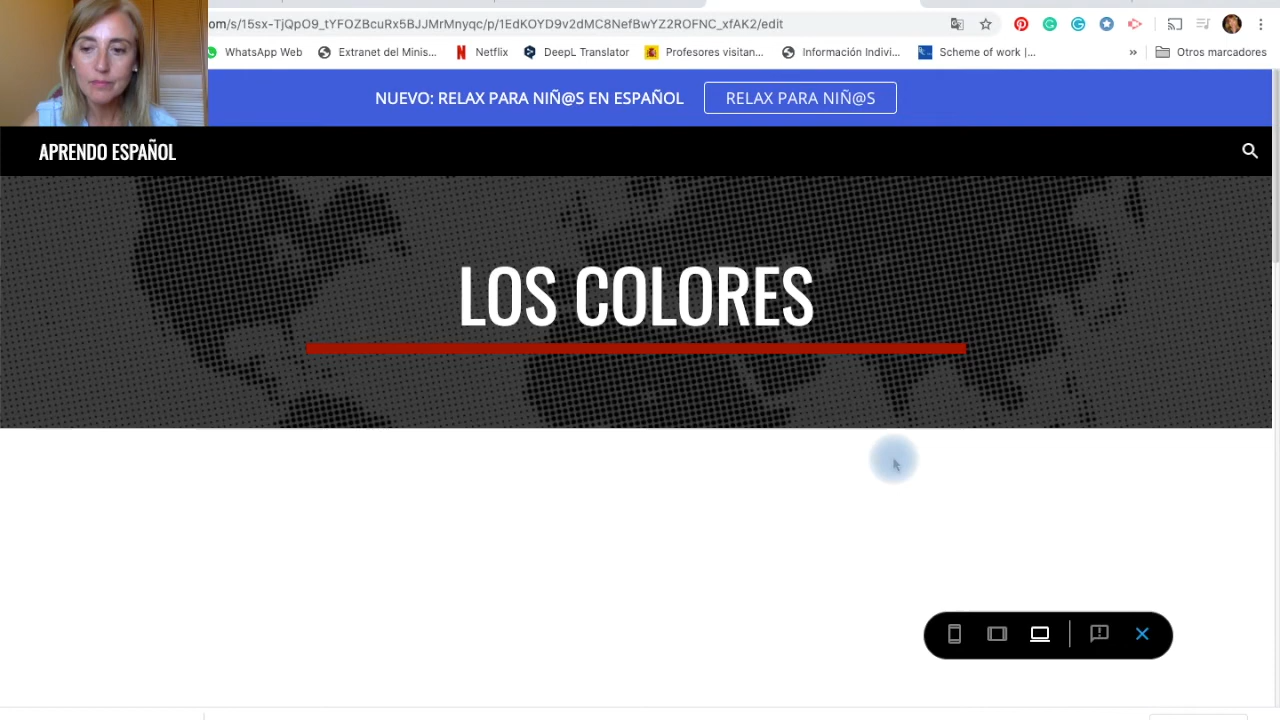 om/s/15sx-TjQpO9_tYFOZBcuRx5BJJMrMnyqc/p/1EdKOYD9v2dMC8NefBwYZ2ROFNC_xfAK2/edit
WhatsApp Web Extranet del Minis... Netflix DeepL Translator Profesores visitan... Información Indivi... Scheme of work |... » Otros marcadores
NUEVO: RELAX PARA NIÑ@S EN ESPAÑOL RELAX PARA NIÑ@S
APRENDO ESPAÑOL
LOS COLORES